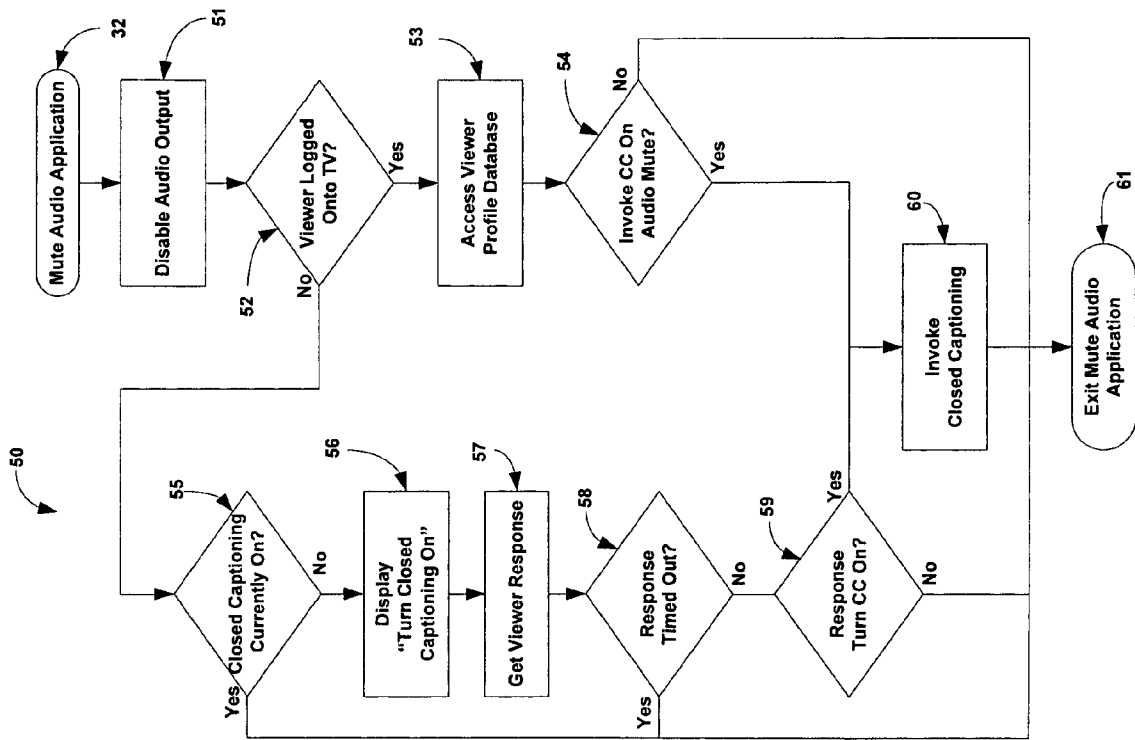 50
Mute Audio Application
32
Disable Audio Output
51
Viewer Logged
Onto TV?
52
No
Yes
Access Viewer
Profile Database
53
Invoke CC On
Audio Mute?
54
No
Yes
Closed Captioning
Currently On?
55
Yes
No
Display
“Turn Closed
Captioning On”
56
Get Viewer Response
57
Response
Timed Out?
58
Yes
No
Response
Turn CC On?
59
Yes
No
Invoke
Closed Captioning
60
Exit Mute Audio
Application
61